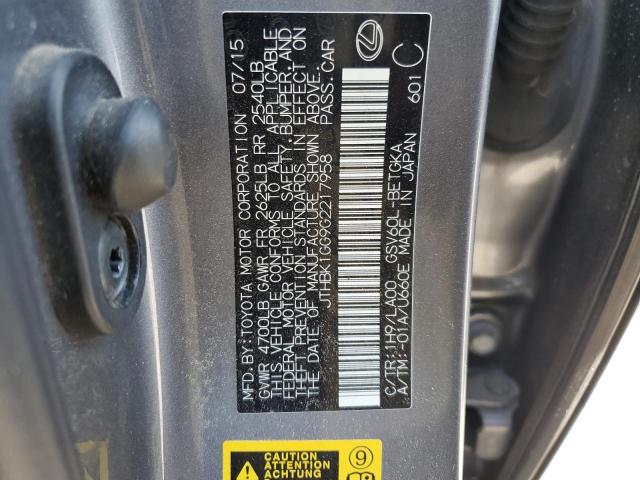 MFD.BY:TOYOTA MOTOR CORPORATION 07/15
GVWR 4700LB GAWR FR 2625LB RR 2540LB
THIS VEHICLE CONFORMS TO ALL APPLICABLE
FEDERAL MOTOR VEHICLE SAFETY, BUMPER, AND
THEFT PREVENTION STANDARDS IN EFFECT ON
THE DATE OF MANUFACTURE SHOWN ABOVE.
JTHBK1GG9G2217958 PASS.CAR
C/TR:1H9/LA00 GSV60L-BETGKA
A/TM:-01A/U660E MADE IN JAPAN 601
C
CAUTION
ATTENTION
ACHTUNG
9
58